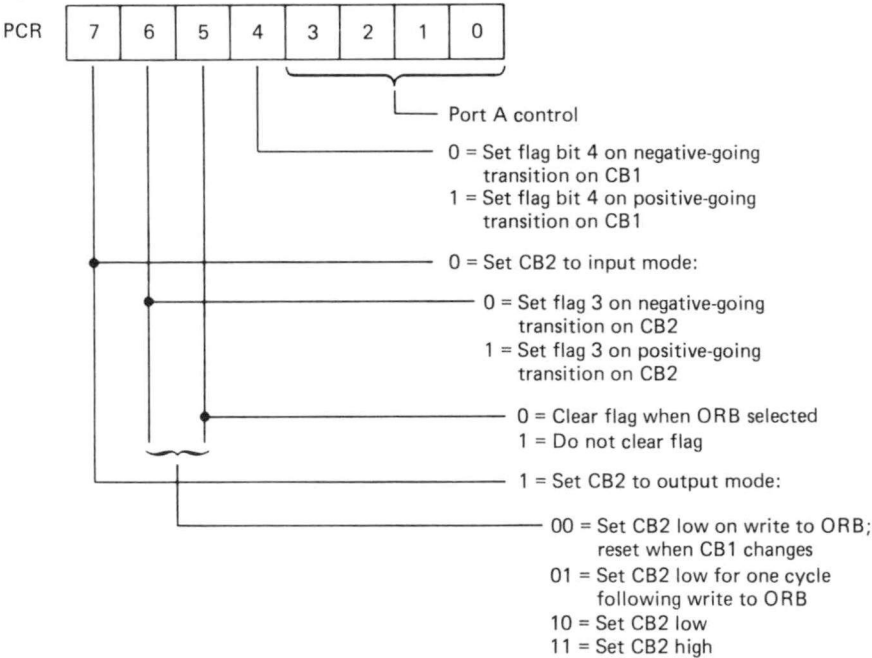 PCR 7 6 5 4 3 2 1 0
Port A control
0 = Set flag bit 4 on negative-going
transition on CB1
1 = Set flag bit 4 on positive-going
transition on CB1
0 = Set CB2 to input mode:
0 = Set flag 3 on negative-going
transition on CB2
1 = Set flag 3 on positive-going
transition on CB2
0 = Clear flag when ORB selected
1 = Do not clear flag
1 = Set CB2 to output mode:
00 = Set CB2 low on write to ORB;
reset when CB1 changes
01 = Set CB2 low for one cycle
following write to ORB
10 = Set CB2 low
11 = Set CB2 high